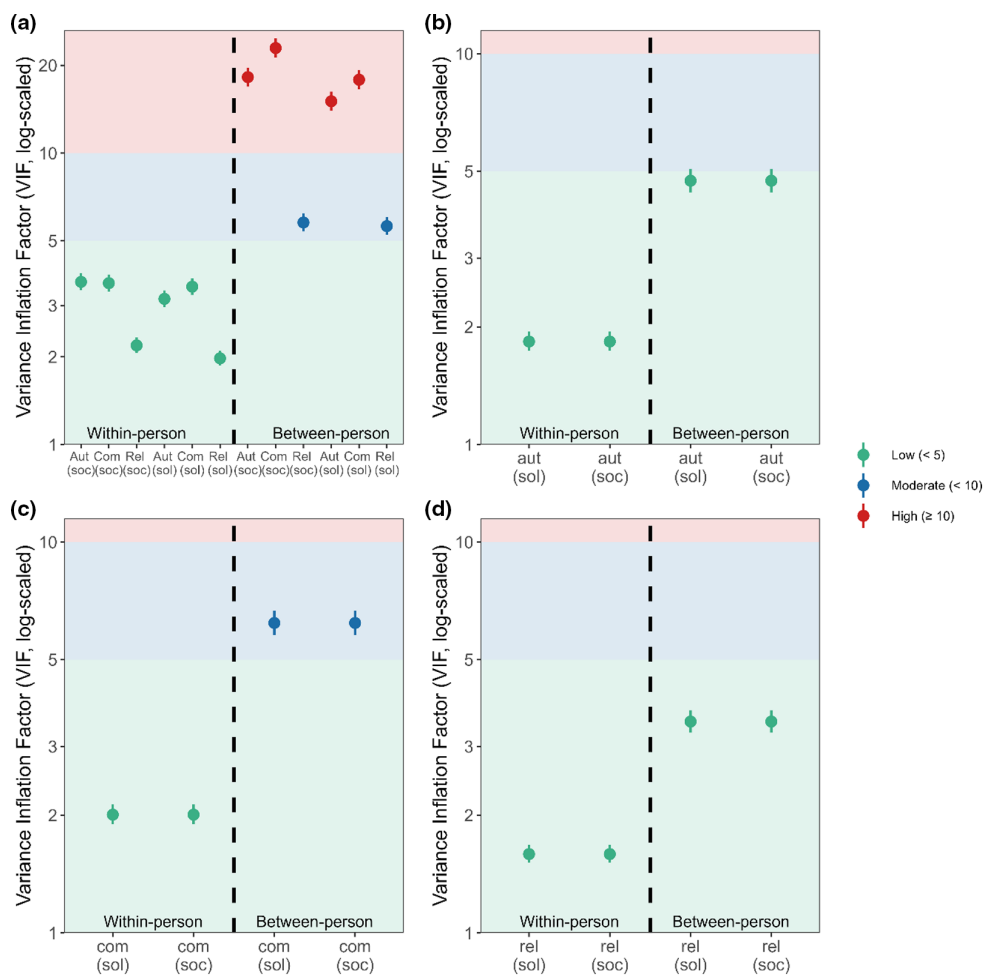 (a)
Variance Inflation Factor (VIF, log-scaled)
20
10
5
3
2
1
Within-person
Between-person
Aut Com Rel Aut Com Rel Aut Com Rel Aut Com Rel
(soc) (soc) (soc) (sol) (sol) (sol) (soc) (soc) (soc) (sol) (sol) (sol)
(b)
Variance Inflation Factor (VIF, log-scaled)
10
5
3
2
1
Within-person
Between-person
aut aut aut aut
(sol) (soc) (sol) (soc)
Low (< 5)
Moderate (< 10)
High (≥ 10)
(c)
Variance Inflation Factor (VIF, log-scaled)
10
5
3
2
1
Within-person
Between-person
com com com com
(sol) (soc) (sol) (soc)
(d)
Variance Inflation Factor (VIF, log-scaled)
10
5
3
2
1
Within-person
Between-person
rel rel rel rel
(sol) (soc) (sol) (soc)